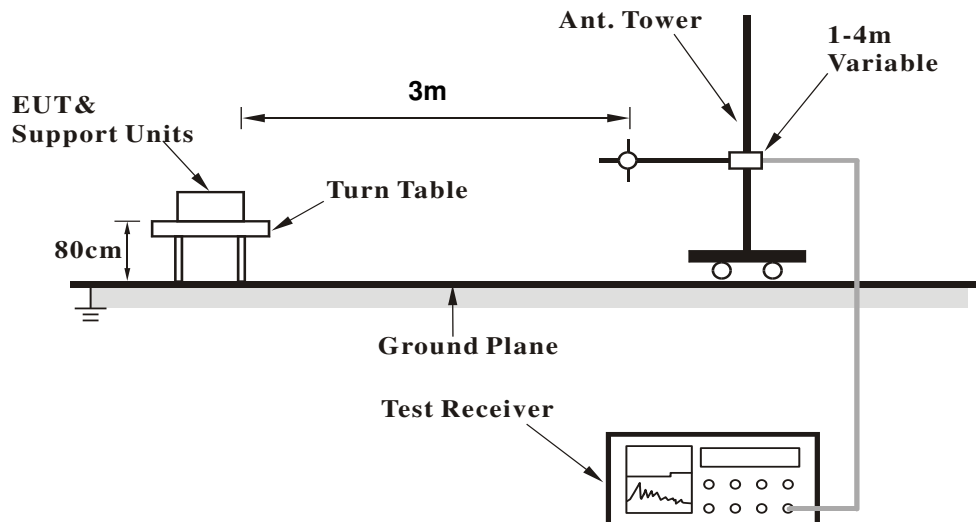 Ant. Tower
1-4m
Variable
3m
EUT&
Support Units
Turn Table
80cm
Ground Plane
Test Receiver